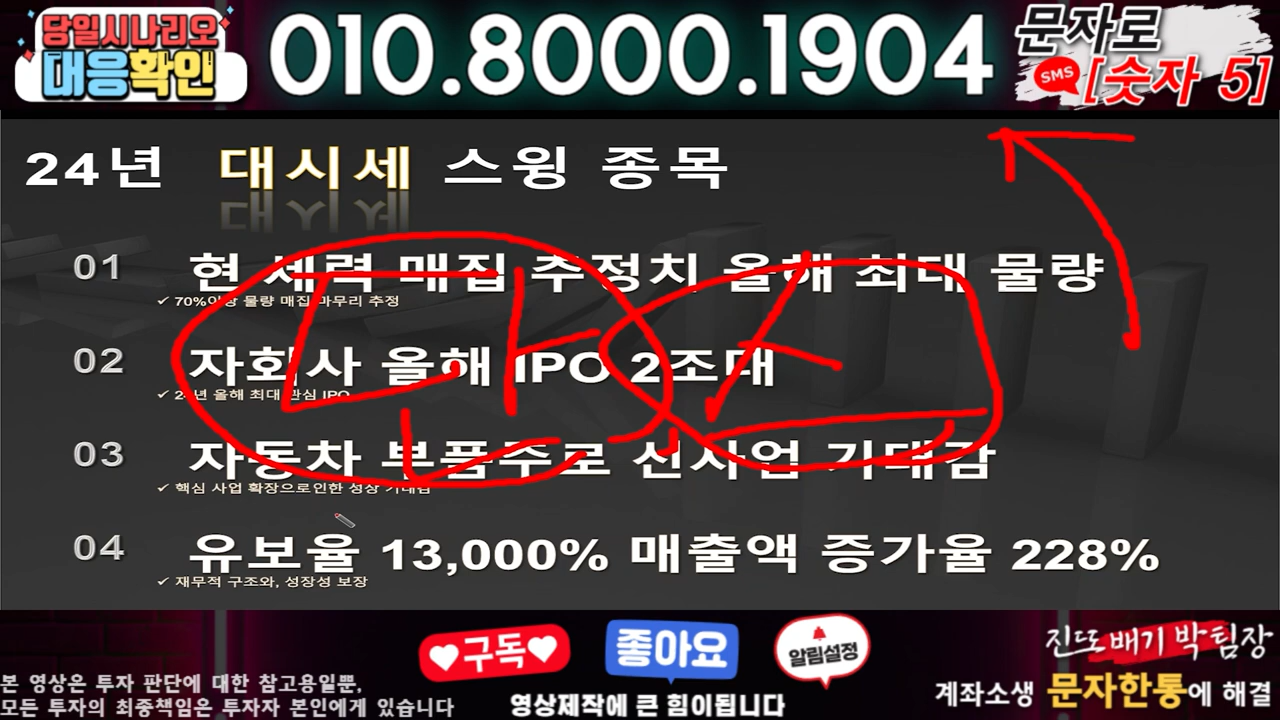 당일시나리오
대응확인
010.8000.1904
문자로
SMS [숫자 5]
24년 대시세 스윙 종목
01 현 세력 매집 추정치 올해 최대 물량
✓ 70%이상 물량 매집 마무리 추정
02 자회사 올해 IPO 2조대
✓ 24년 올해 최대 관심 IPO
03 자동차 부품주로 신사업 기대감
✓ 핵심 사업 확장으로인한 성장 기대감
04 유보율 13,000% 매출액 증가율 228%
✓ 재무적 구조와, 성장성 보장
구독
좋아요
알림설정
영상제작에 큰 힘이됩니다
본 영상은 투자 판단에 대한 참고용일뿐,
모든 투자의 최종책임은 투자자 본인에게 있습니다
진또배기 박팀장
계좌소생 문자한통에 해결